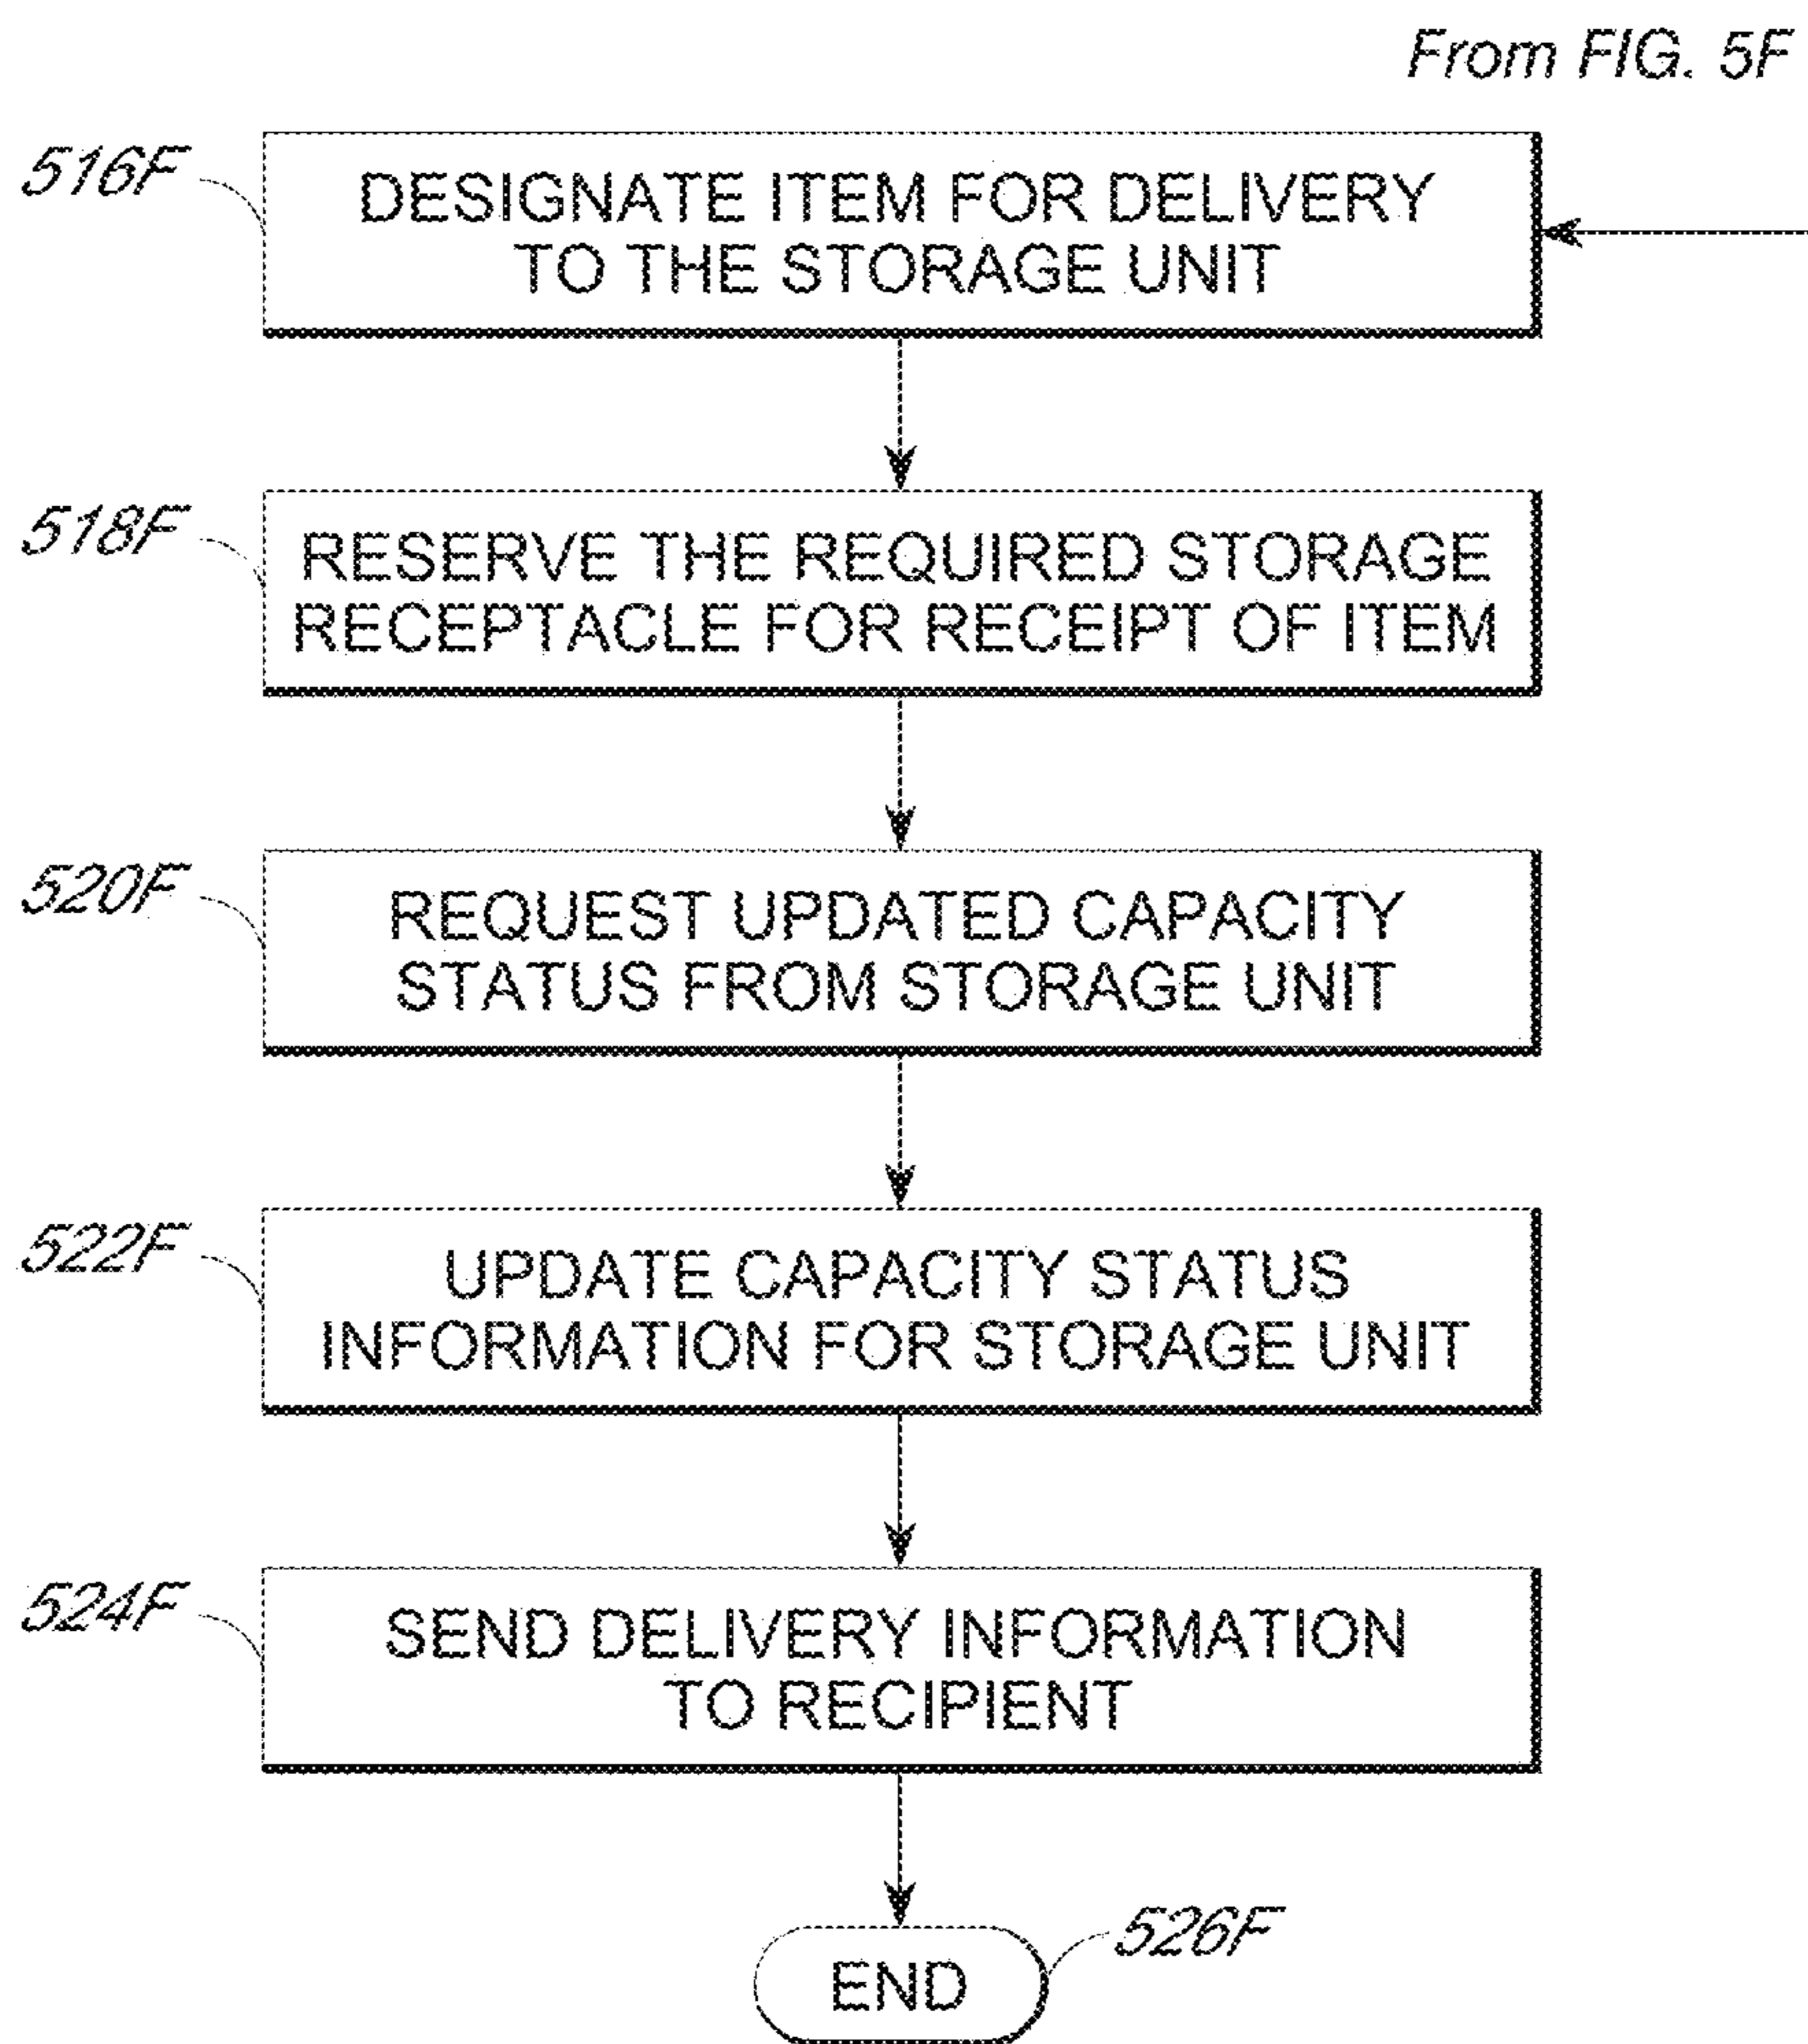 From FIG. 5F
516F
DESIGNATE ITEM FOR DELIVERY
TO THE STORAGE UNIT
518F
RESERVE THE REQUIRED STORAGE
RECEPTACLE FOR RECEIPT OF ITEM
520F
REQUEST UPDATED CAPACITY
STATUS FROM STORAGE UNIT
522F
UPDATE CAPACITY STATUS
INFORMATION FOR STORAGE UNIT
524F
SEND DELIVERY INFORMATION
TO RECIPIENT
526F
END